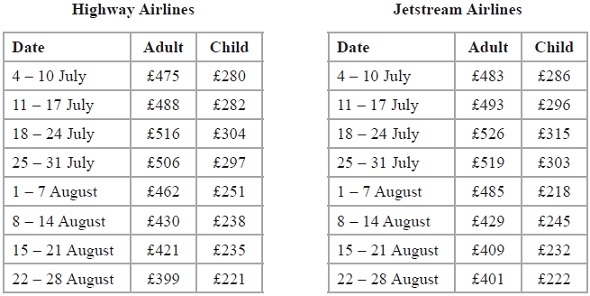 Highway Airlines
Date Adult Child
4 – 10 July £475 £280
11 – 17 July £488 £282
18 – 24 July £516 £304
25 – 31 July £506 £297
1 – 7 August £462 £251
8 – 14 August £430 £238
15 – 21 August £421 £235
22 – 28 August £399 £221
Jetstream Airlines
Date Adult Child
4 – 10 July £483 £286
11 – 17 July £493 £296
18 – 24 July £526 £315
25 – 31 July £519 £303
1 – 7 August £485 £218
8 – 14 August £429 £245
15 – 21 August £409 £232
22 – 28 August £401 £222